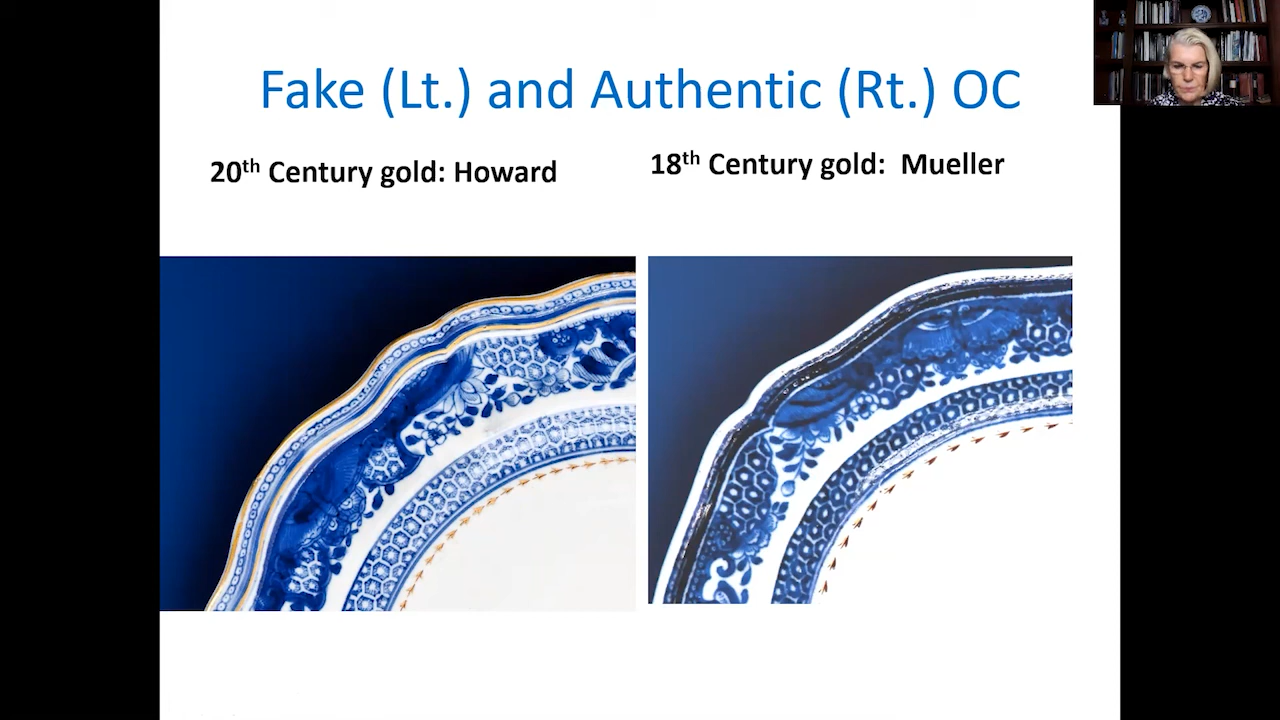 Fake (Lt.) and Authentic (Rt.) OC
20th Century gold: Howard
18th Century gold:  Mueller